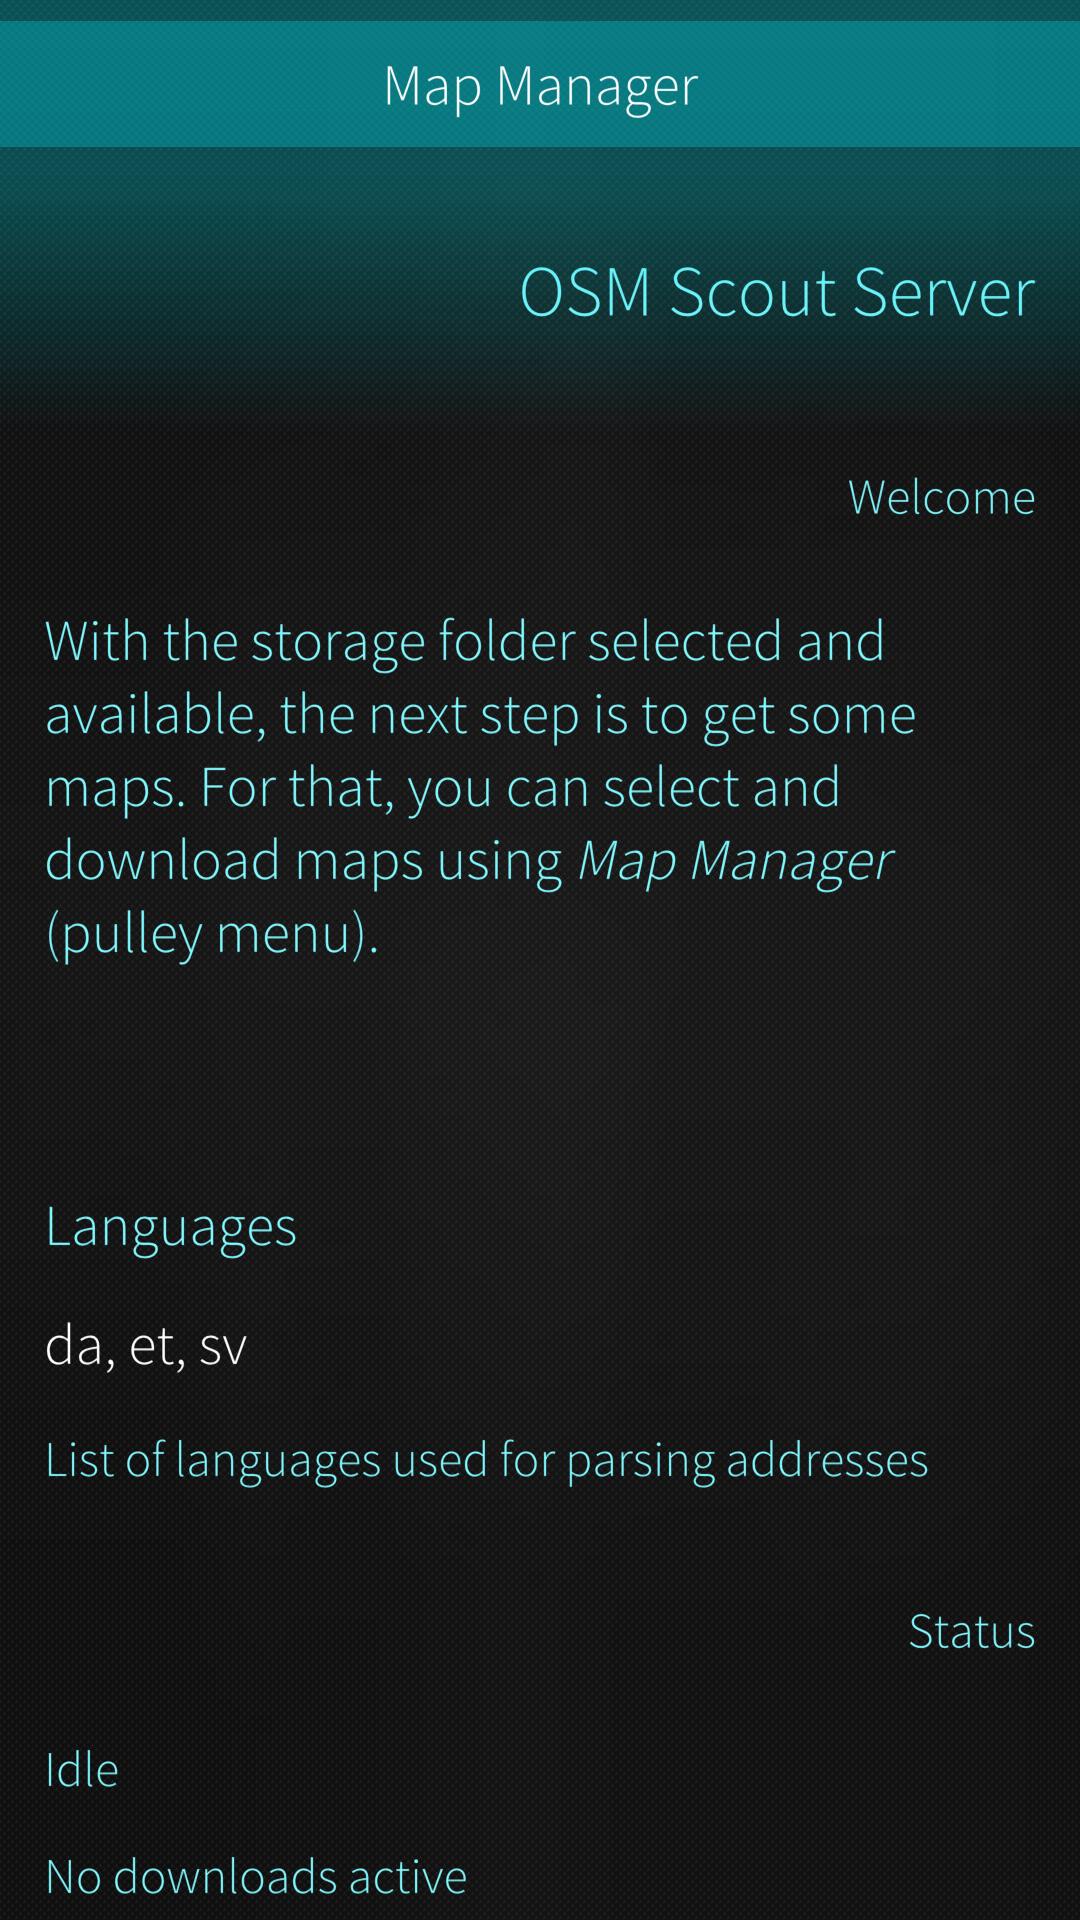 Map Manager
OSM Scout Server
Welcome
With the storage folder selected and
available, the next step is to get some
maps. For that, you can select and
download maps using Map Manager
(pulley menu).
Languages
da, et, sv
List of languages used for parsing addresses
Status
Idle
No downloads active